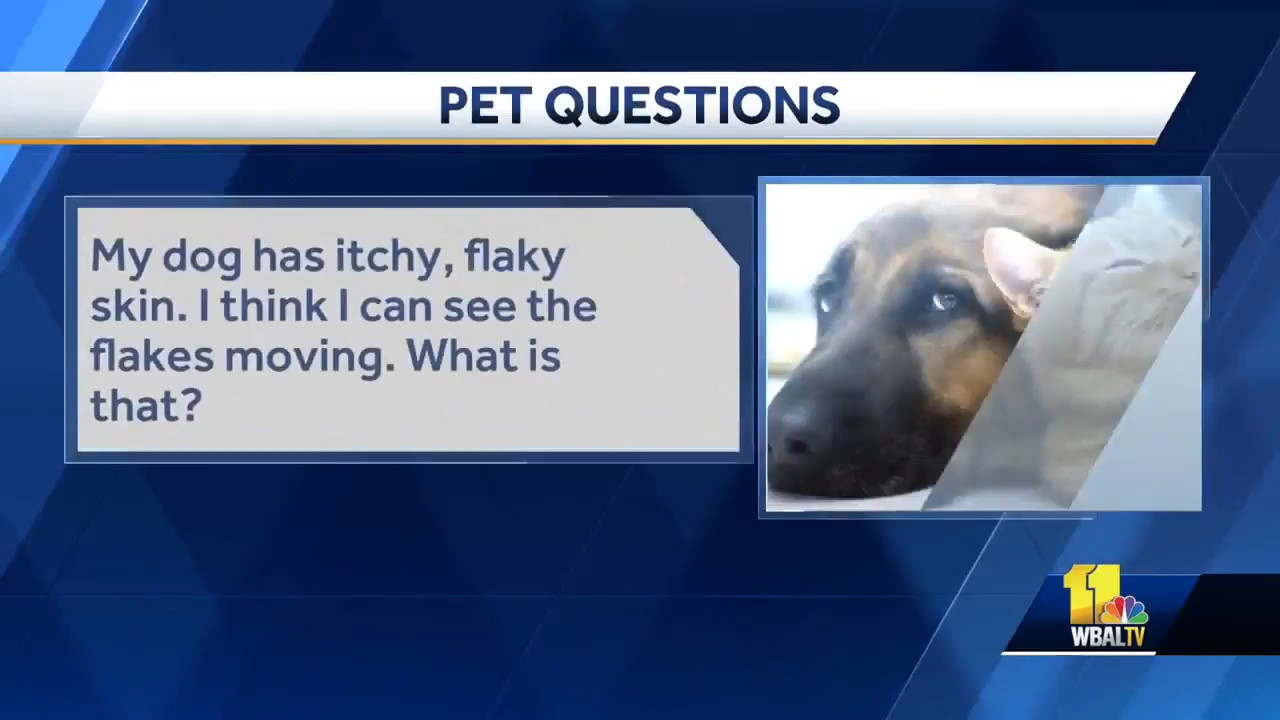 PET QUESTIONS
My dog has itchy, flaky
skin. I think I can see the
flakes moving. What is
that?
11
WBALTV